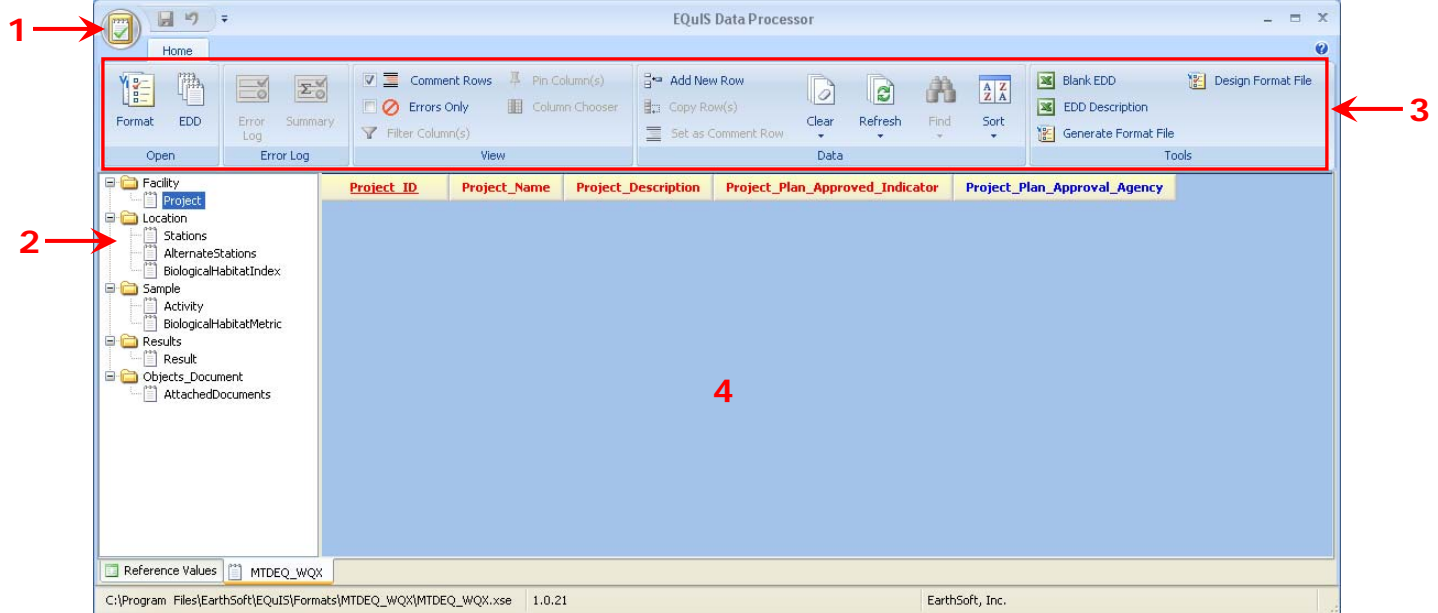 EQuIS Data Processor
1
Home
3
Format
EDD
Open
Error
Log
Summary
Error Log
Comment Rows
Pin Column(s)
Errors Only
Column Chooser
Filter Column(s)
View
Add New Row
Copy Row(s)
Set as Comment Row
Clear
Refresh
Find
Sort
Data
Blank EDD
Design Format File
EDD Description
Generate Format File
Tools
2
Facility
Project
Location
Stations
AlternateStations
BiologicalHabitatIndex
Sample
Activity
BiologicalHabitatMetric
Results
Result
Objects_Document
AttachedDocuments
Project_ID Project_Name Project_Description Project_Plan_Approved_Indicator Project_Plan_Approval_Agency
4
Reference Values MTDEQ_WQX
C:\Program Files\EarthSoft\EQuIS\Formats\MTDEQ_WQX\MTDEQ_WQX.xse 1.0.21 EarthSoft, Inc.